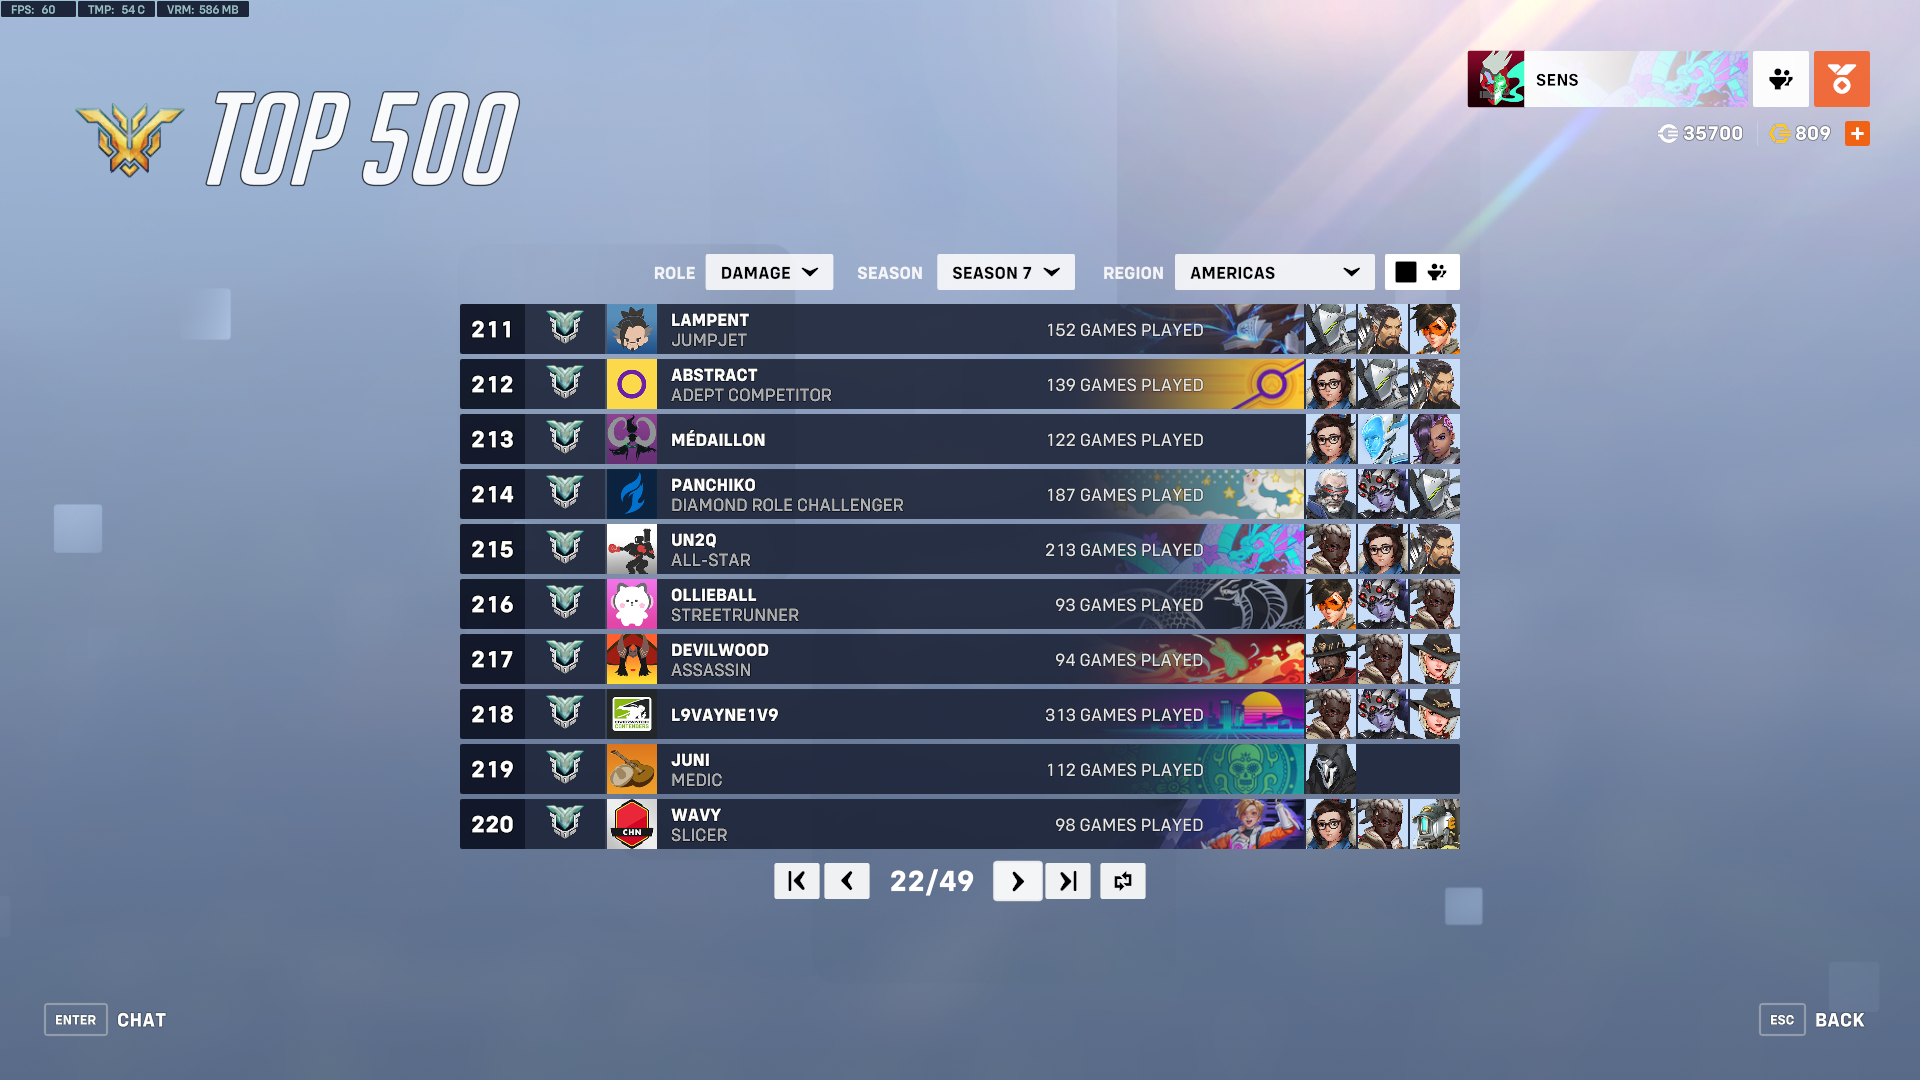 FPS: 60 TMP: 54 C VRM: 586 MB
TOP 500
SENS
35700 809
ROLE DAMAGE SEASON SEASON 7 REGION AMERICAS
211 LAMPENT 152 GAMES PLAYED
JUMPJET
212 ABSTRACT 139 GAMES PLAYED
ADEPT COMPETITOR
213 MÉDAILLON 122 GAMES PLAYED
214 PANCHIKO 187 GAMES PLAYED
DIAMOND ROLE CHALLENGER
215 UN2Q 213 GAMES PLAYED
ALL-STAR
216 OLLIEBALL 93 GAMES PLAYED
STREETRUNNER
217 DEVILWOOD 94 GAMES PLAYED
ASSASSIN
218 L9VAYNE1V9 313 GAMES PLAYED
219 JUNI 112 GAMES PLAYED
MEDIC
220 WAVY 98 GAMES PLAYED
SLICER
CHN
22/49
ENTER CHAT
ESC BACK